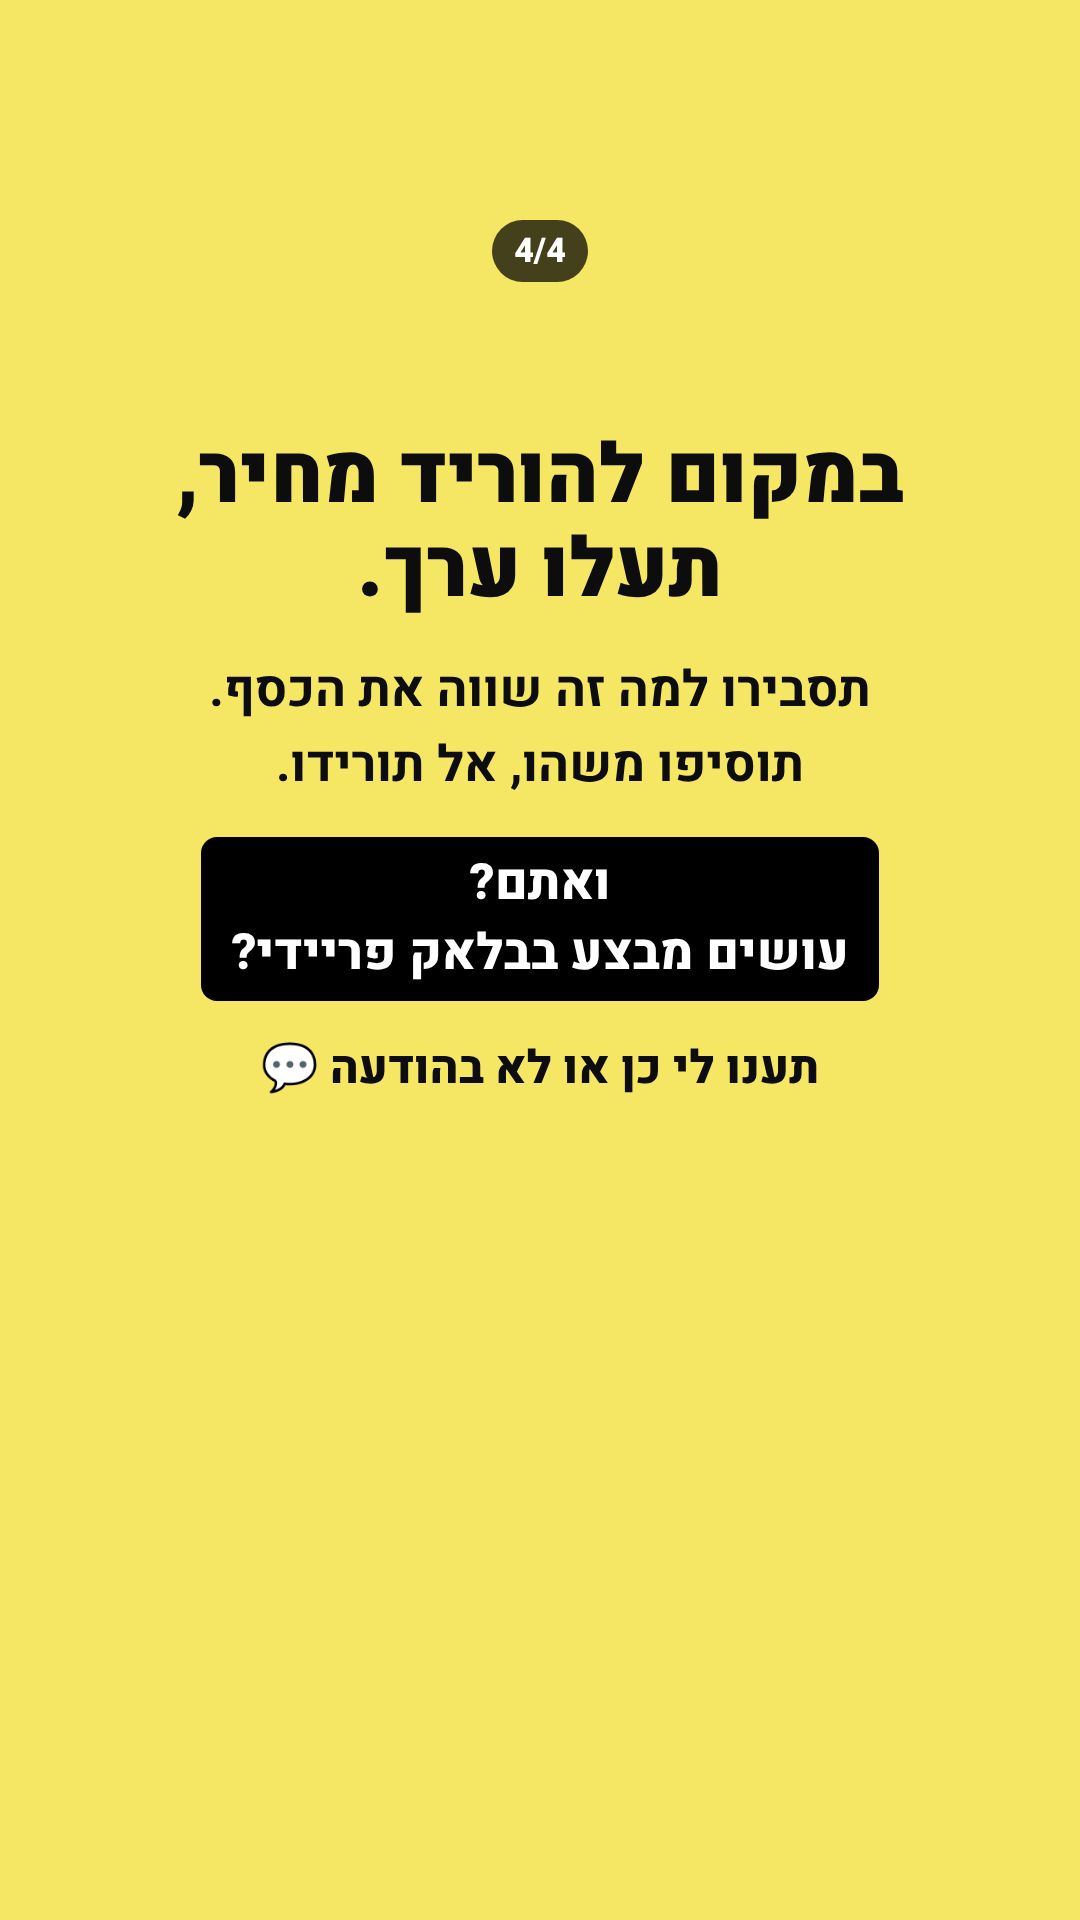 4/4
במקום להוריד מחיר,
תעלו ערך.
תסבירו למה זה שווה את הכסף.
תוסיפו משהו, אל תורידו.
ואתם?
עושים מבצע בבלאק פריידי?
תענו לי כן או לא בהודעה 💬